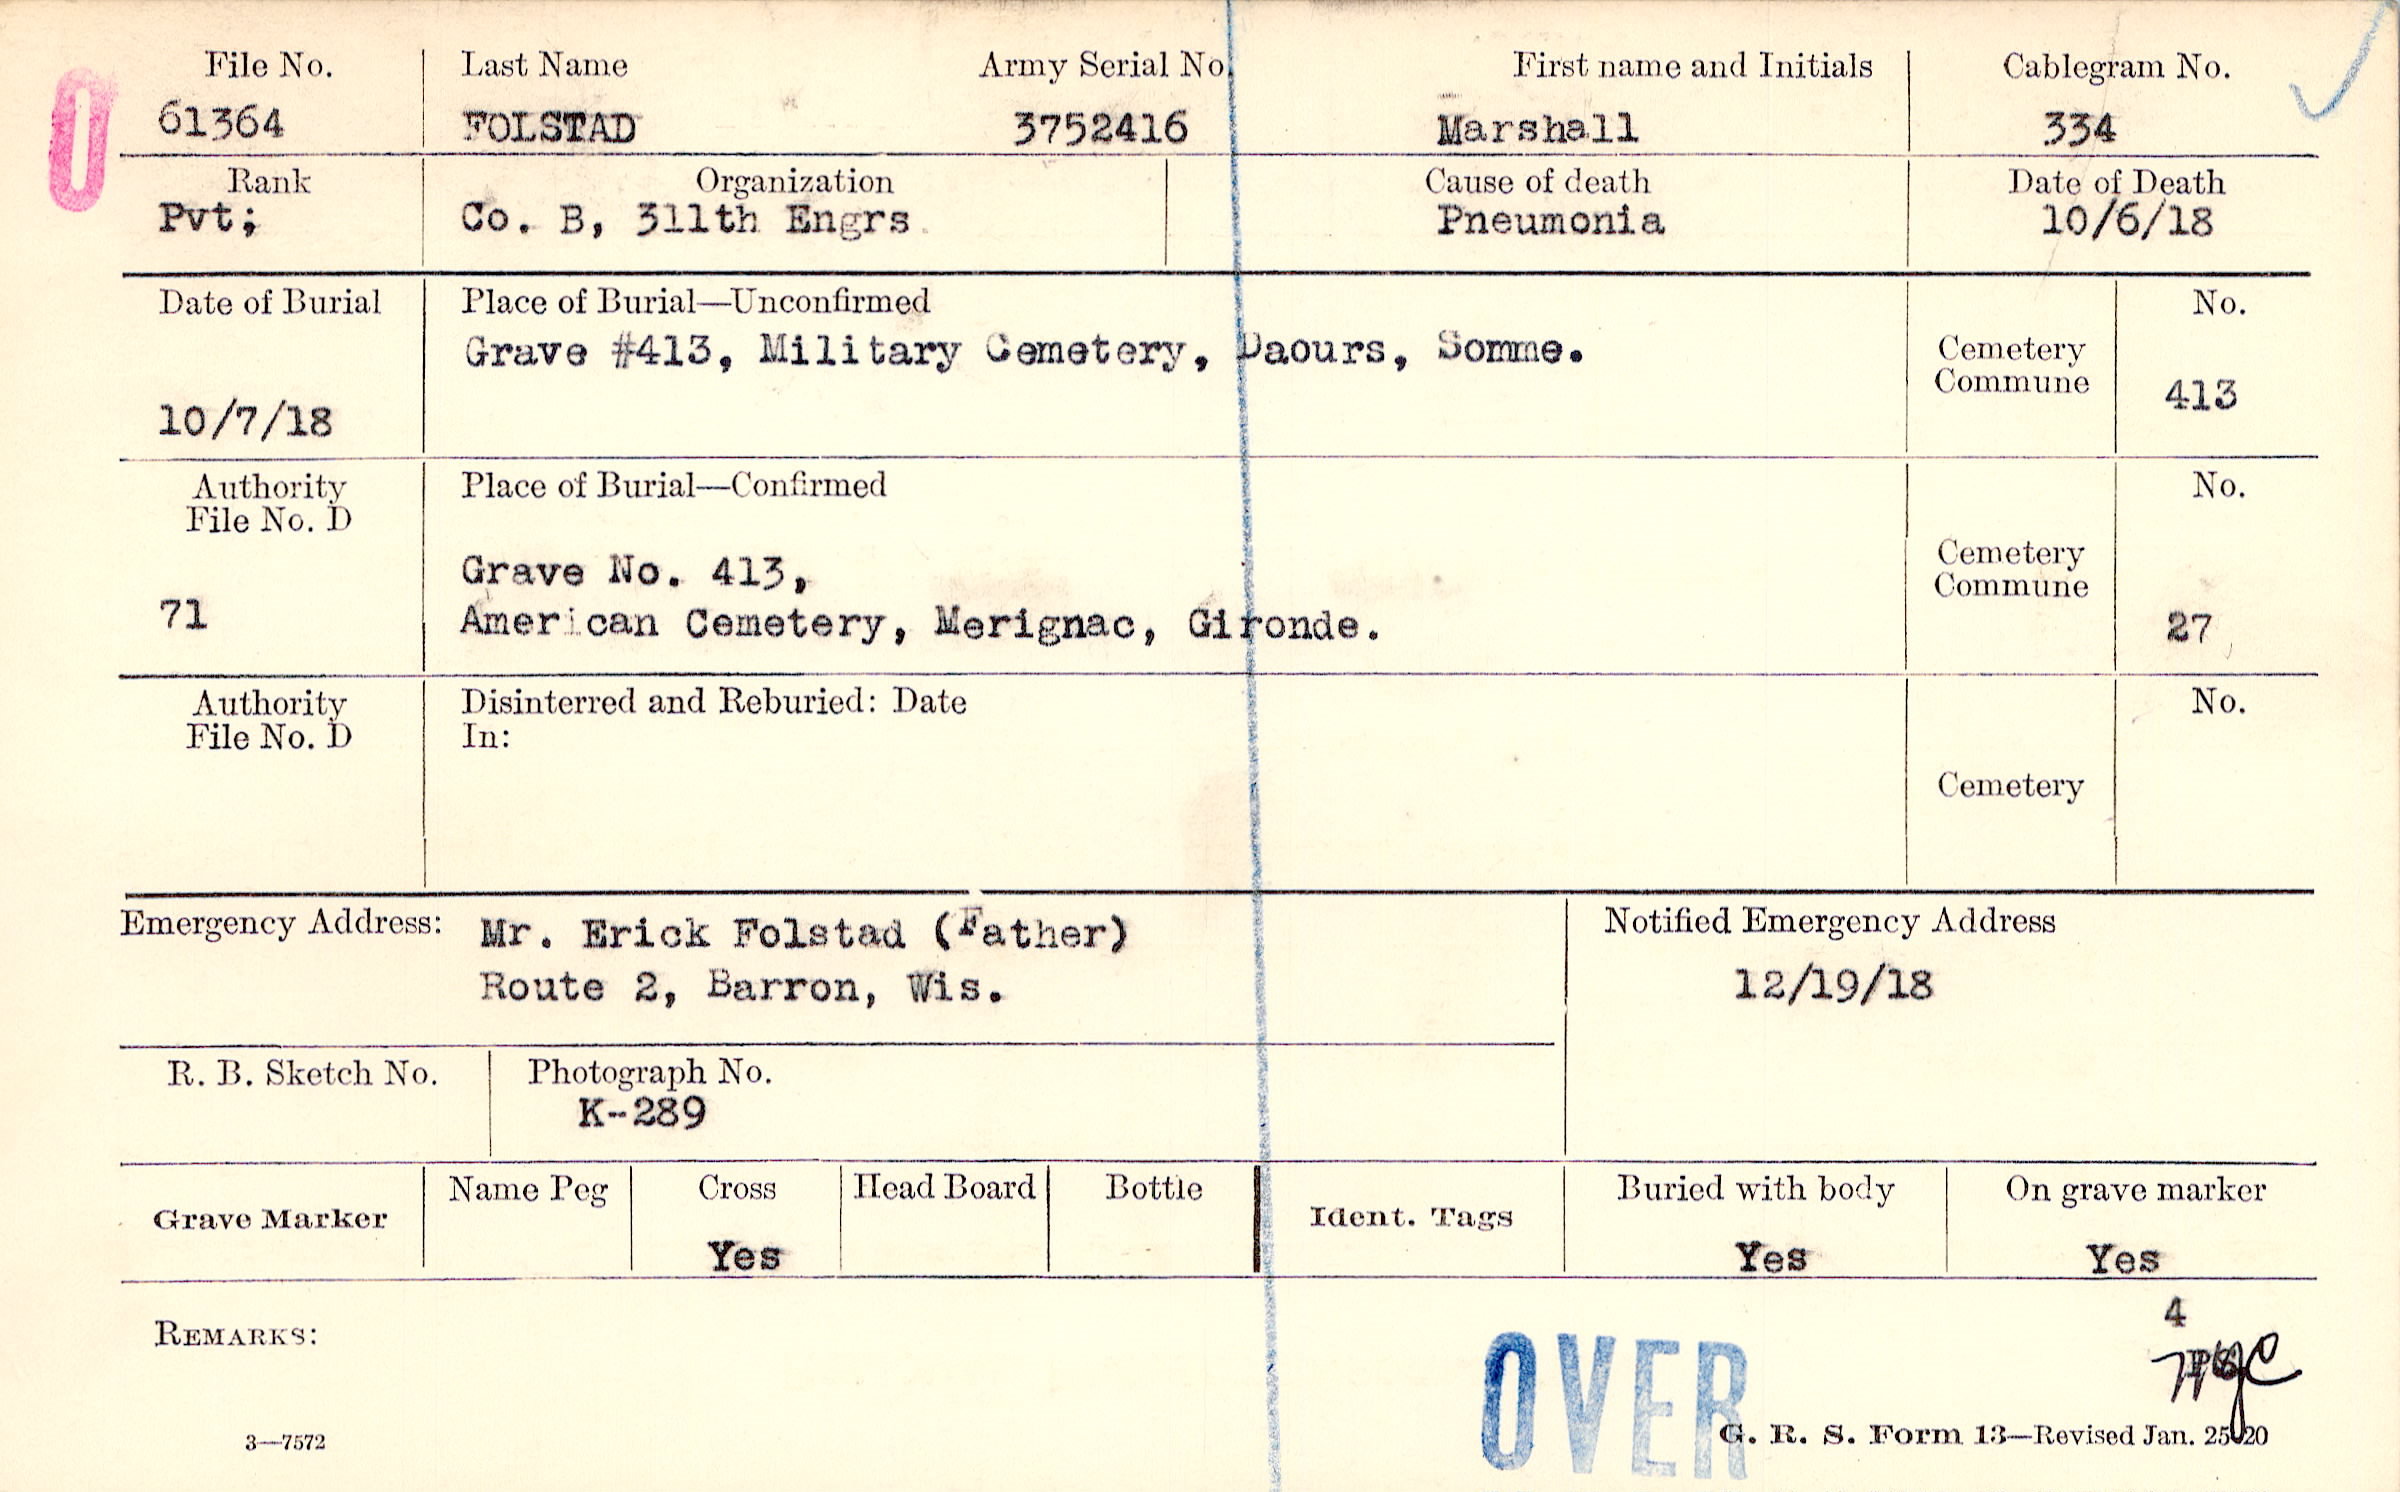 File No. Last Name Army Serial No. First name and Initials Cablegram No.
61364 FOLSTAD 3752416 Marshall 334
Rank Organization Cause of death Date of Death
Pvt; Co. B, 311th Engrs Pneumonia 10/6/18
Date of Burial Place of Burial—Unconfirmed No.
Grave #413, Military Cemetery, Daours, Somme. Cemetery
Commune 413
10/7/18
Authority Place of Burial—Confirmed No.
File No. D
Grave No. 413, Cemetery
Commune
71 American Cemetery, Merignac, Gironde. 27
Authority Disinterred and Reburied: Date No.
File No. D In:
Cemetery
Emergency Address: Mr. Erick Folstad (Father) Notified Emergency Address
Route 2, Barron, Wis. 12/19/18
R. B. Sketch No. Photograph No.
K-289
Name Peg Cross Head Board Bottle Buried with body On grave marker
Grave Marker Ident. Tags
Yes Yes Yes
4
REMARKS:
OVER
3—7572 G. R. S. Form 13—Revised Jan. 25 20